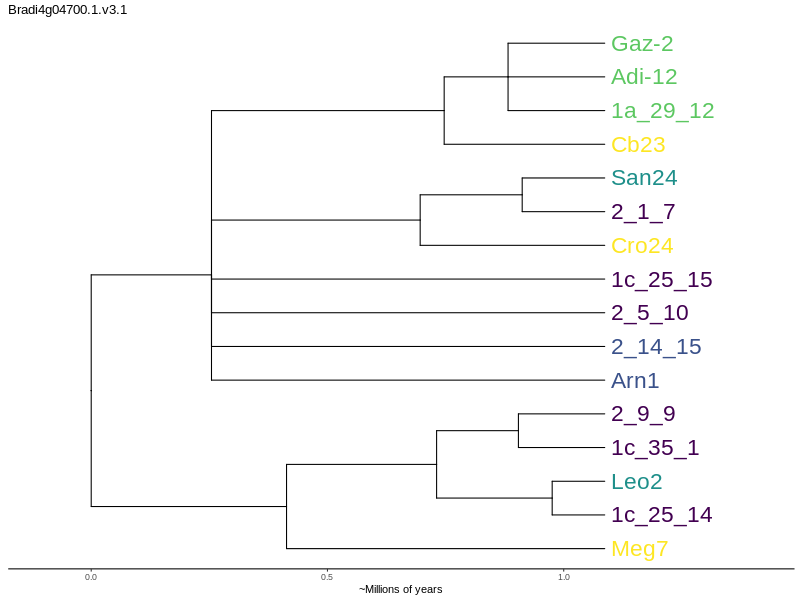 Bradi4g04700.1.v3.1
Gaz-2
Adi-12
1a_29_12
Cb23
San24
2_1_7
Cro24
1c_25_15
2_5_10
2_14_15
Arn1
2_9_9
1c_35_1
Leo2
1c_25_14
Meg7
0.0 0.5 1.0
~Millions of years